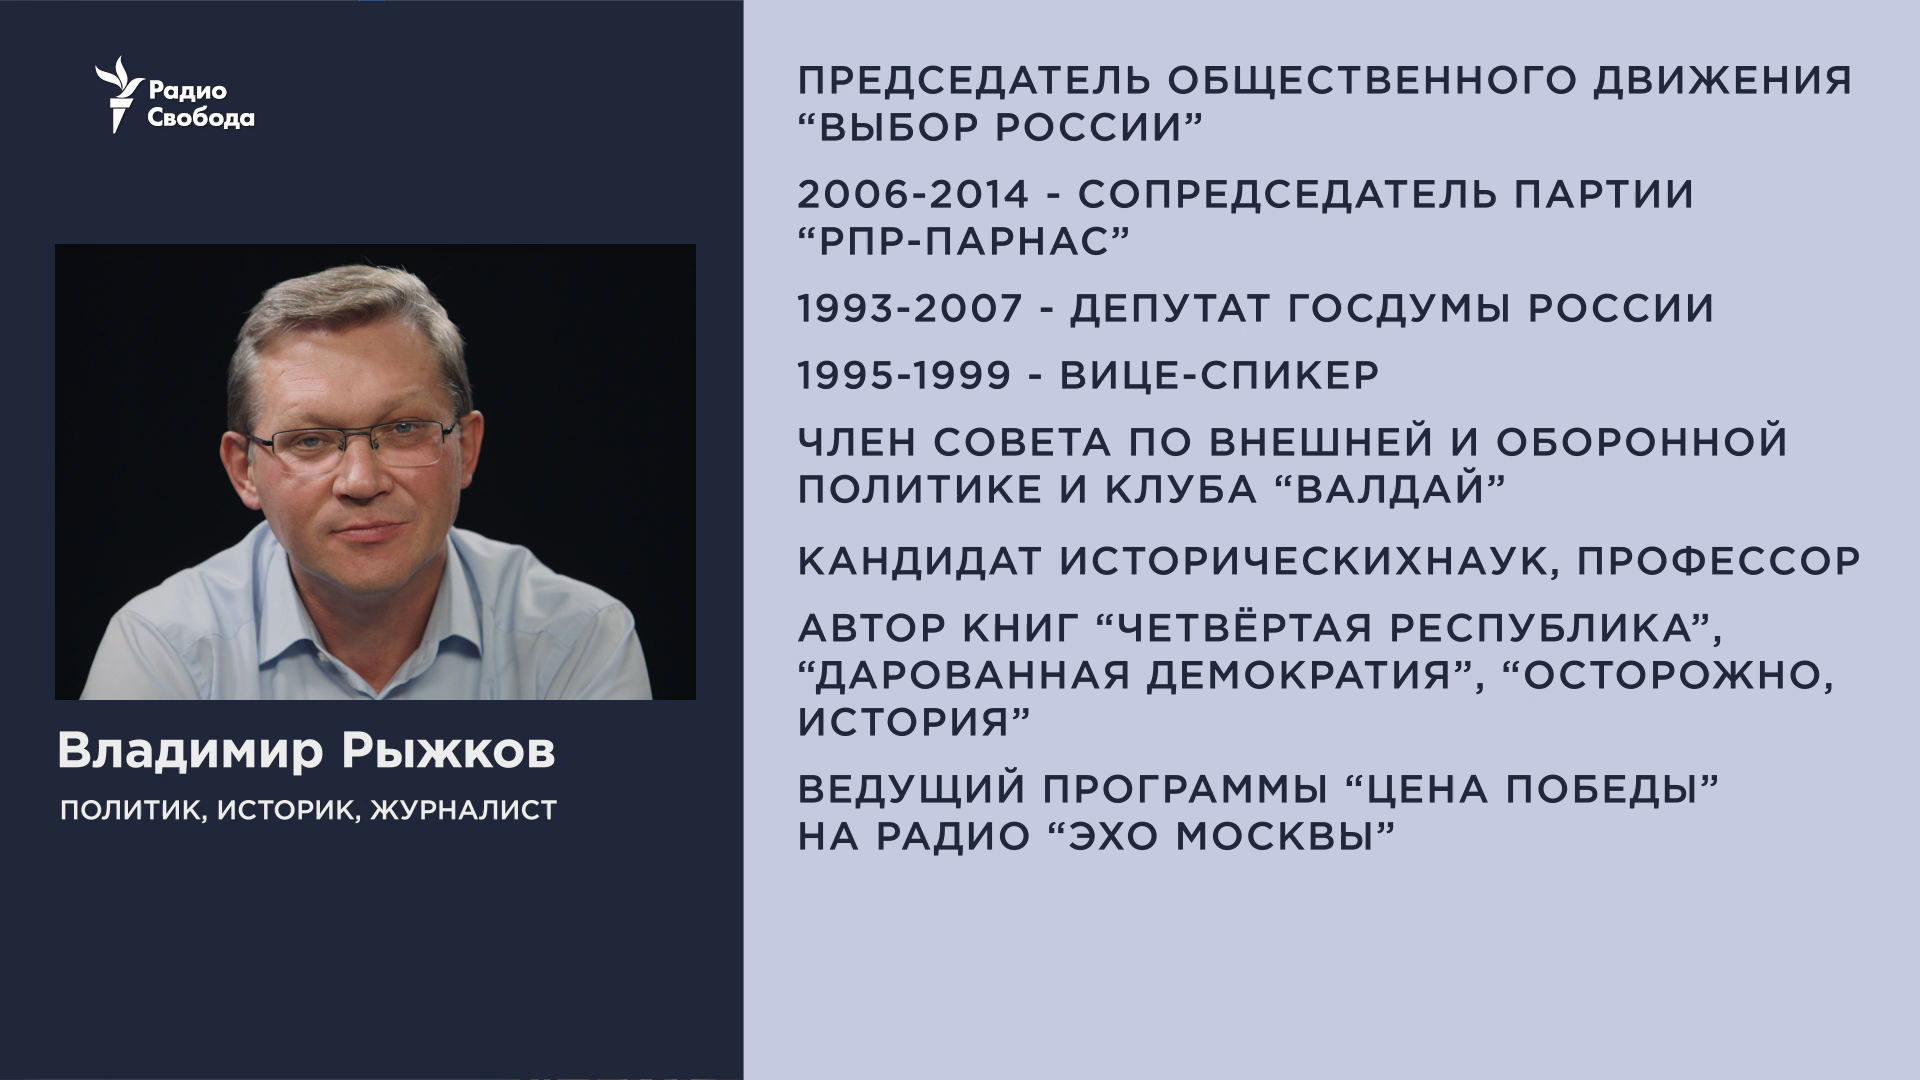 Радио
Свобода
Владимир Рыжков
ПОЛИТИК, ИСТОРИК, ЖУРНАЛИСТ
ПРЕДСЕДАТЕЛЬ ОБЩЕСТВЕННОГО ДВИЖЕНИЯ
“ВЫБОР РОССИИ”
2006-2014 - СОПРЕДСЕДАТЕЛЬ ПАРТИИ
“РПР-ПАРНАС”
1993-2007 - ДЕПУТАТ ГОСДУМЫ РОССИИ
1995-1999 - ВИЦЕ-СПИКЕР
ЧЛЕН СОВЕТА ПО ВНЕШНЕЙ И ОБОРОННОЙ
ПОЛИТИКЕ И КЛУБА “ВАЛДАЙ”
КАНДИДАТ ИСТОРИЧЕСКИХНАУК, ПРОФЕССОР
АВТОР КНИГ “ЧЕТВЁРТАЯ РЕСПУБЛИКА”,
“ДАРОВАННАЯ ДЕМОКРАТИЯ”, “ОСТОРОЖНО,
ИСТОРИЯ”
ВЕДУЩИЙ ПРОГРАММЫ “ЦЕНА ПОБЕДЫ”
НА РАДИО “ЭХО МОСКВЫ”